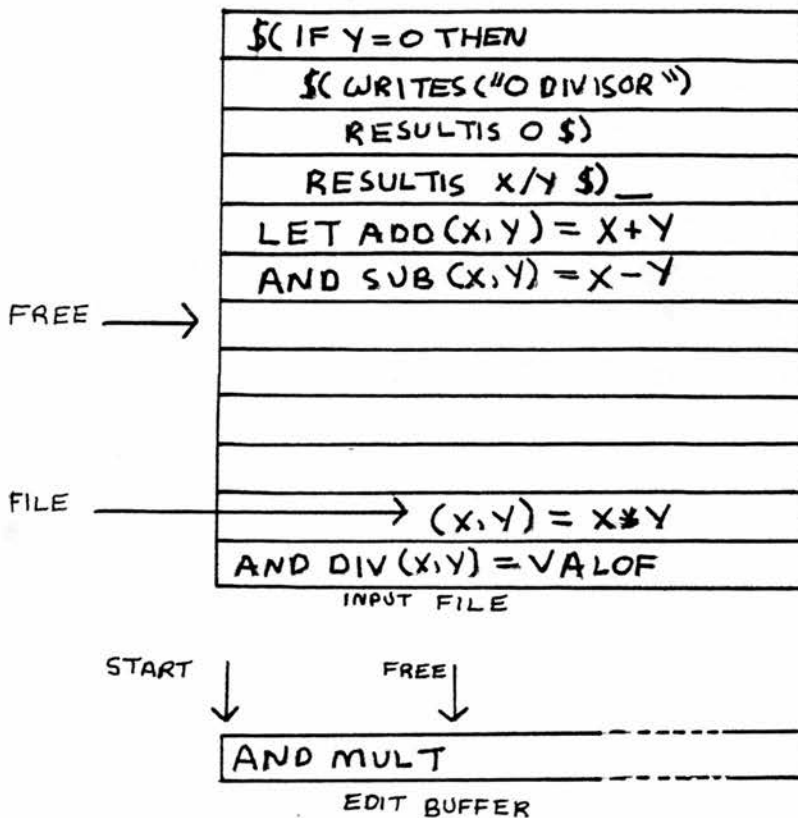 $( IF Y=0 THEN
$( WRITES("0 DIVISOR")
RESULTIS 0 $)
RESULTIS X/Y $)_
LET ADD(X,Y) = X+Y
AND SUB(X,Y) = X-Y
FREE
FILE
(X,Y) = X*Y
AND DIV(X,Y) = VALOF
INPUT FILE
START FREE
AND MULT
EDIT BUFFER